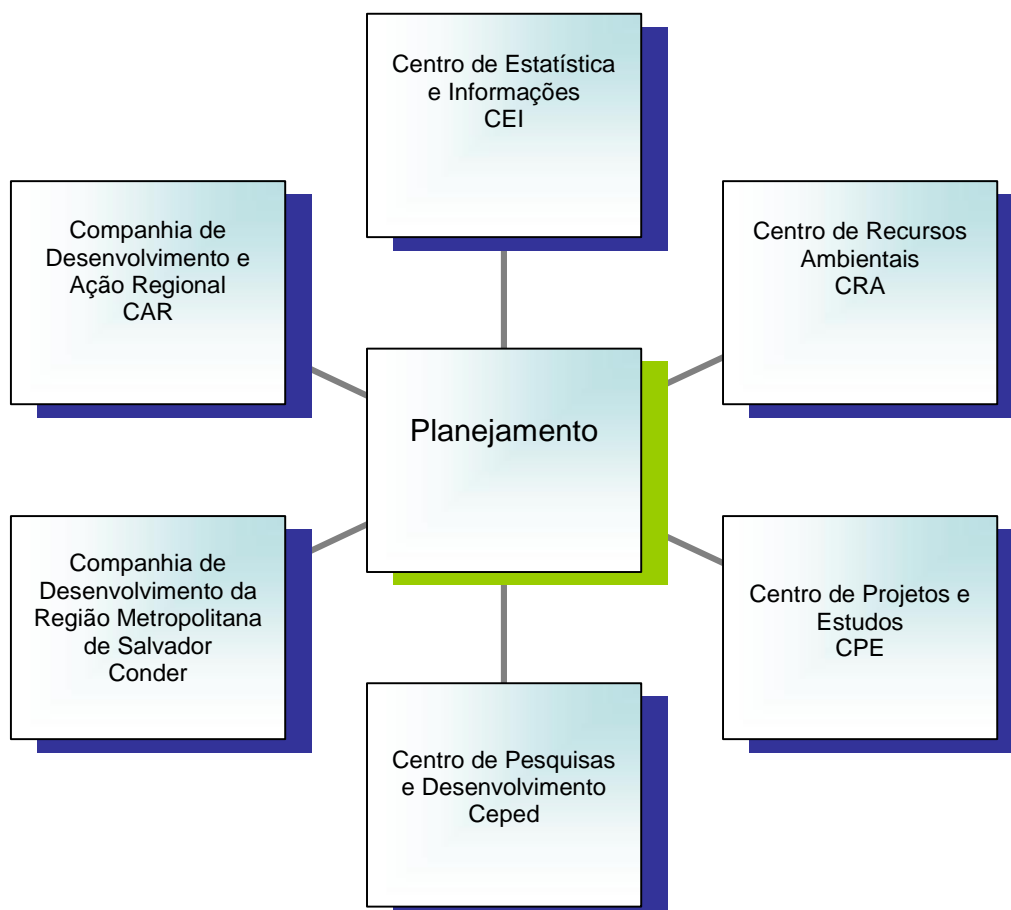 Centro de Estatística
e Informações
CEI
Companhia de
Desenvolvimento e
Ação Regional
CAR
Centro de Recursos
Ambientais
CRA
Planejamento
Companhia de
Desenvolvimento da
Região Metropolitana
de Salvador
Conder
Centro de Projetos e
Estudos
CPE
Centro de Pesquisas
e Desenvolvimento
Ceped